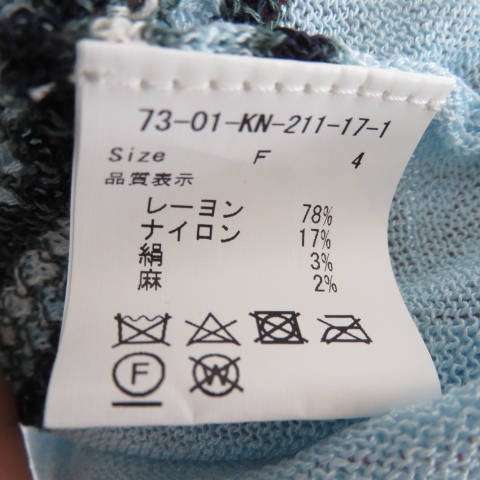 73-01-KN-211-17-1
Size F 4
品質表示
レーヨン 78%
ナイロン 17%
絹 3%
麻 2%
F W